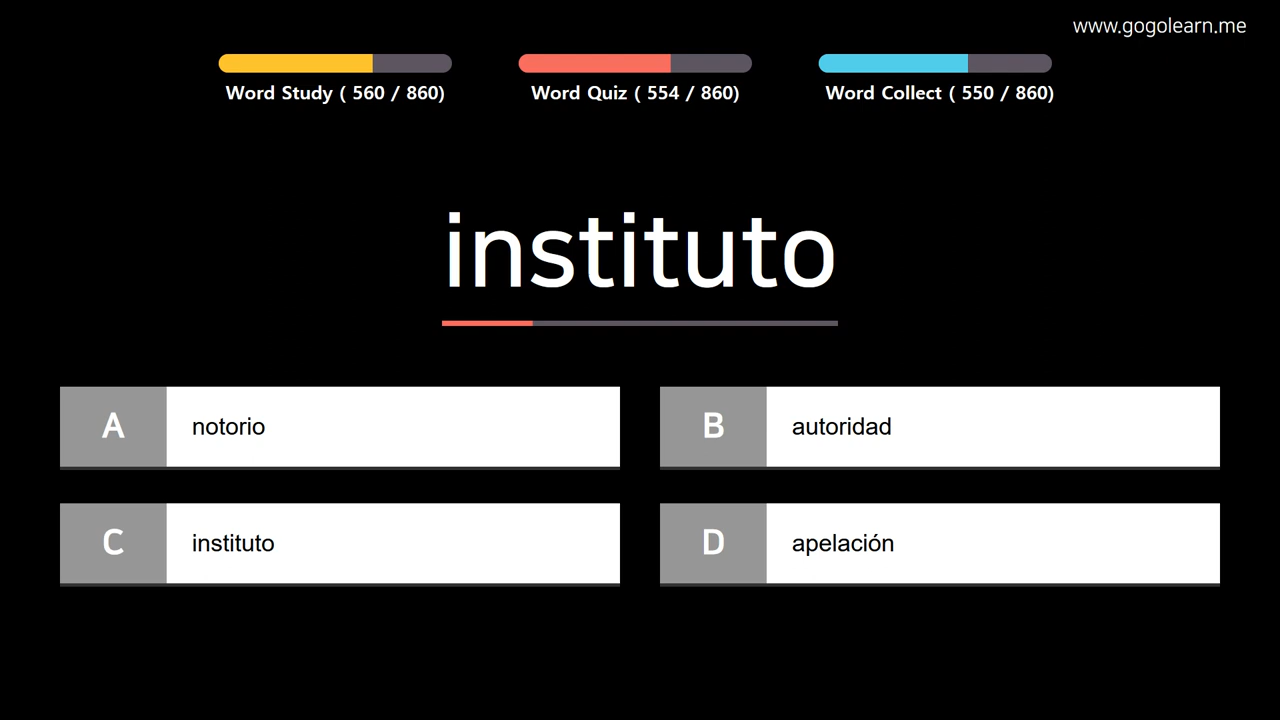 www.gogolearn.me
Word Study ( 560 / 860)
Word Quiz ( 554 / 860)
Word Collect ( 550 / 860)
instituto
A notorio
B autoridad
C instituto
D apelación